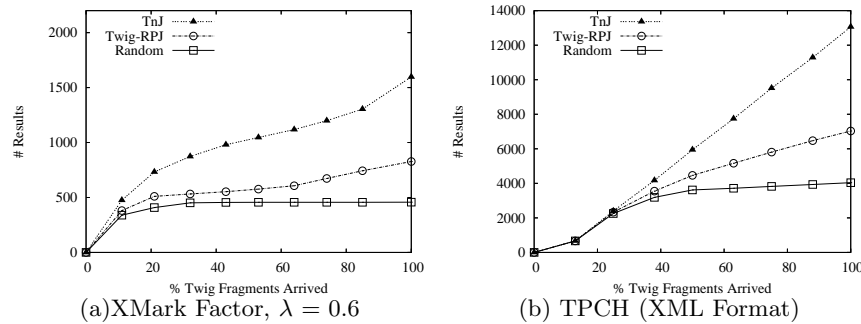 TnJ
Twig-RPJ
Random
# Results
2000
1500
1000
500
0
0 20 40 60 80 100
% Twig Fragments Arrived
(a)XMark Factor, λ = 0.6
TnJ
Twig-RPJ
Random
# Results
14000
12000
10000
8000
6000
4000
2000
0
0 20 40 60 80 100
% Twig Fragments Arrived
(b) TPCH (XML Format)